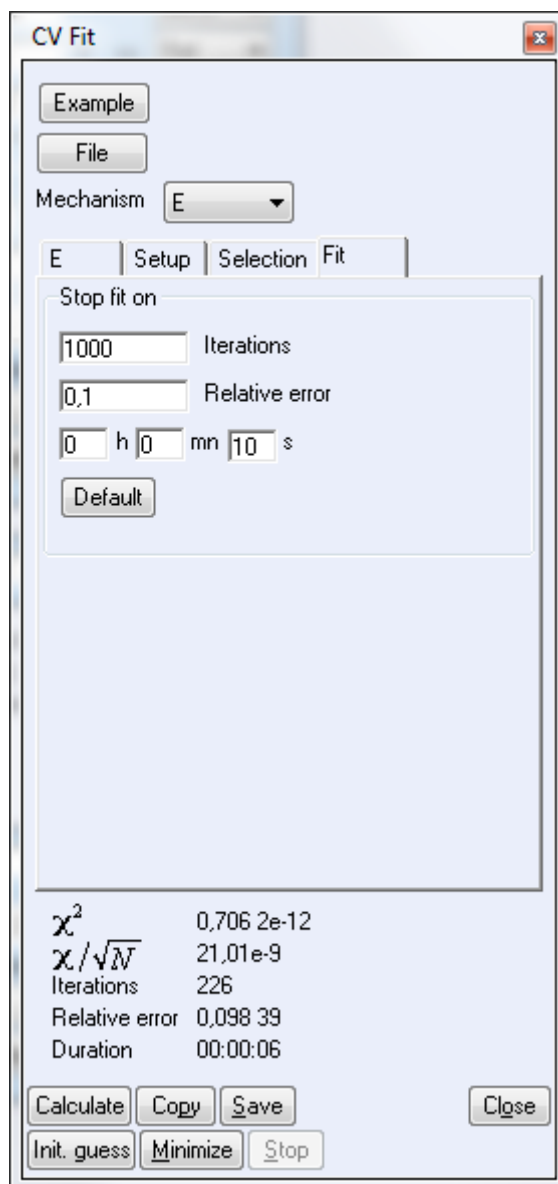 CV Fit
Example
File
Mechanism E
E Setup Selection Fit
Stop fit on
1000 Iterations
0,1 Relative error
0 h 0 mn 10 s
Default
χ² 0,706 2e-12
χ/√N 21,01e-9
Iterations 226
Relative error 0,098 39
Duration 00:00:06
Calculate Copy Save Close
Init. guess Minimize Stop